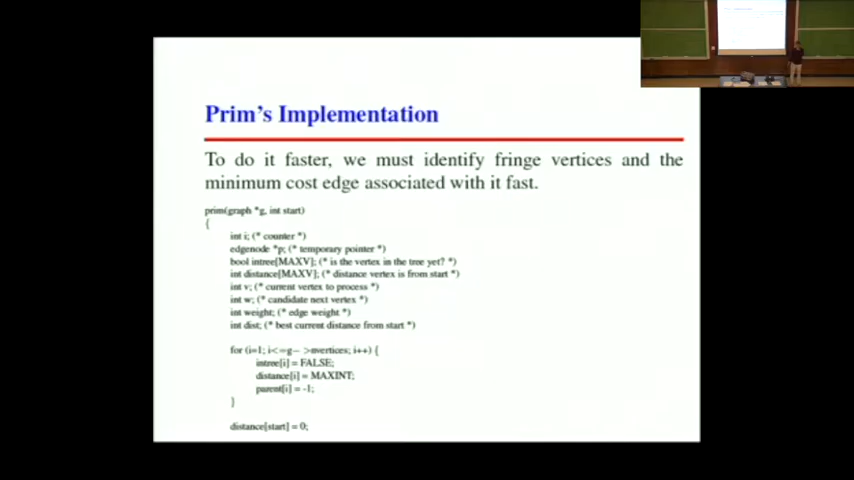 Prim's Implementation
To do it faster, we must identify fringe vertices and the
minimum cost edge associated with it fast.
prim(graph *g, int start)
{
int i; (* counter *)
edgenode *p; (* temporary pointer *)
bool intree[MAXV]; (* is the vertex in the tree yet? *)
int distance[MAXV]; (* distance vertex is from start *)
int v; (* current vertex to process *)
int w; (* candidate next vertex *)
int weight; (* edge weight *)
int dist; (* best current distance from start *)
for (i=1; i<=g− >nvertices; i++) {
intree[i] = FALSE;
distance[i] = MAXINT;
parent[i] = -1;
}
distance[start] = 0;